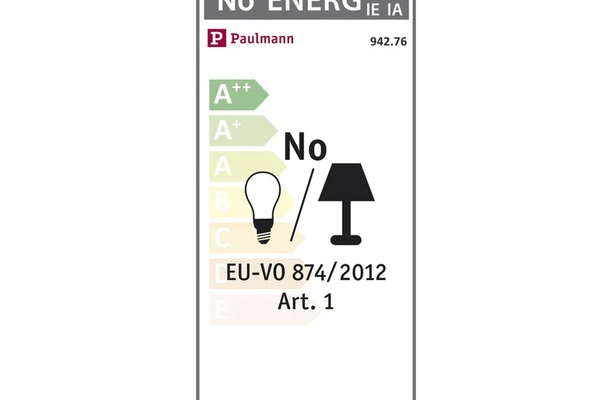 No ENERG IE IA
P Paulmann
942.76
A++
A+
A
B
C
D
E
No
EU-VO 874/2012
Art. 1